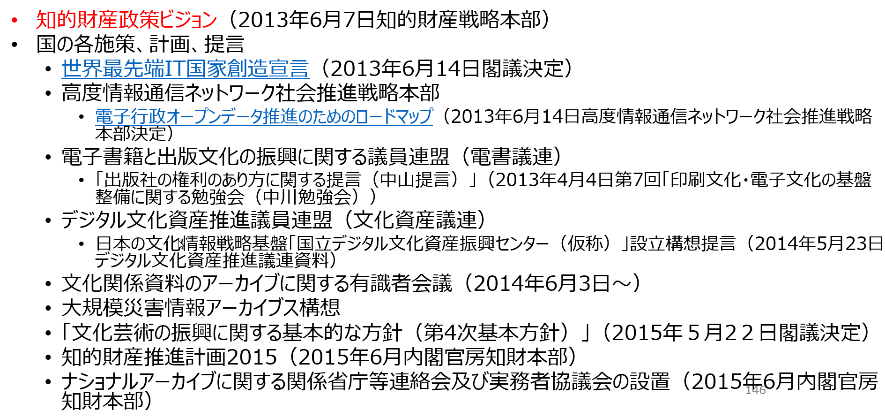 • 知的財産政策ビジョン（2013年6月7日知的財産戦略本部）
• 国の各施策、計画、提言
• 世界最先端IT国家創造宣言（2013年6月14日閣議決定）
• 高度情報通信ネットワーク社会推進戦略本部
• 電子行政オープンデータ推進のためのロードマップ（2013年6月14日高度情報通信ネットワーク社会推進戦略
本部決定）
• 電子書籍と出版文化の振興に関する議員連盟（電書議連）
• 「出版社の権利のあり方に関する提言（中山提言）」（2013年4月4日第7回「印刷文化・電子文化の基盤
整備に関する勉強会（中川勉強会））
• デジタル文化資産推進議員連盟（文化資産議連）
• 日本の文化情報戦略基盤「国立デジタル文化資産振興センター（仮称）」設立構想提言（2014年5月23日
デジタル文化資産推進議連資料）
• 文化関係資料のアーカイブに関する有識者会議（2014年6月3日～）
• 大規模災害情報アーカイブス構想
• 「文化芸術の振興に関する基本的な方針（第4次基本方針）」（2015年５月２２日閣議決定）
• 知的財産推進計画2015（2015年6月内閣官房知財本部）
• ナショナルアーカイブに関する関係省庁等連絡会及び実務者協議会の設置（2015年6月内閣官房
知財本部）
146